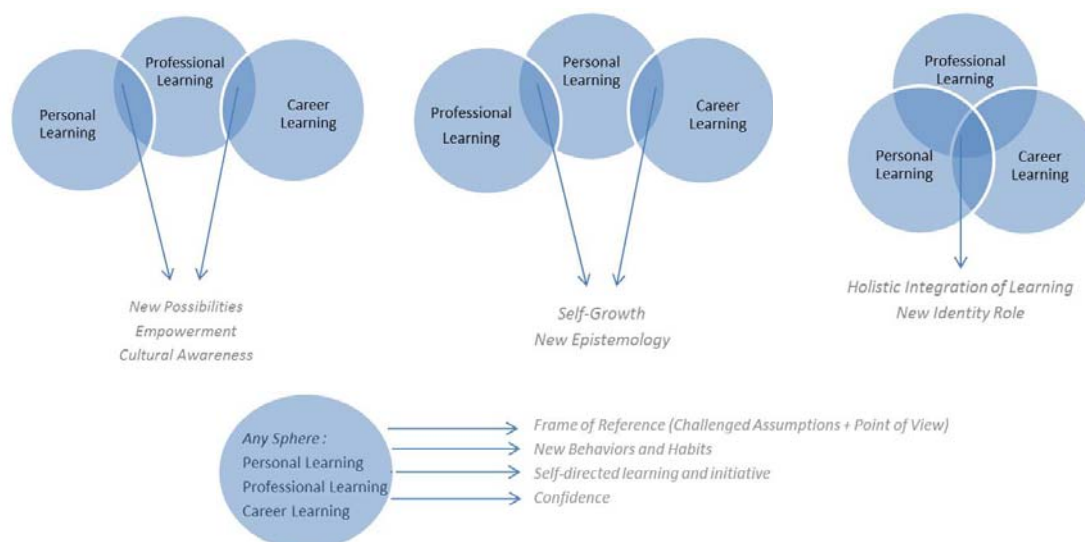 Personal
Learning
Professional
Learning
Career
Learning
New Possibilities
Empowerment
Cultural Awareness
Professional
Learning
Personal
Learning
Career
Learning
Self-Growth
New Epistemology
Professional
Learning
Personal
Learning
Career
Learning
Holistic Integration of Learning
New Identity Role
Any Sphere :
Personal Learning
Professional Learning
Career Learning
Frame of Reference (Challenged Assumptions + Point of View)
New Behaviors and Habits
Self-directed learning and initiative
Confidence